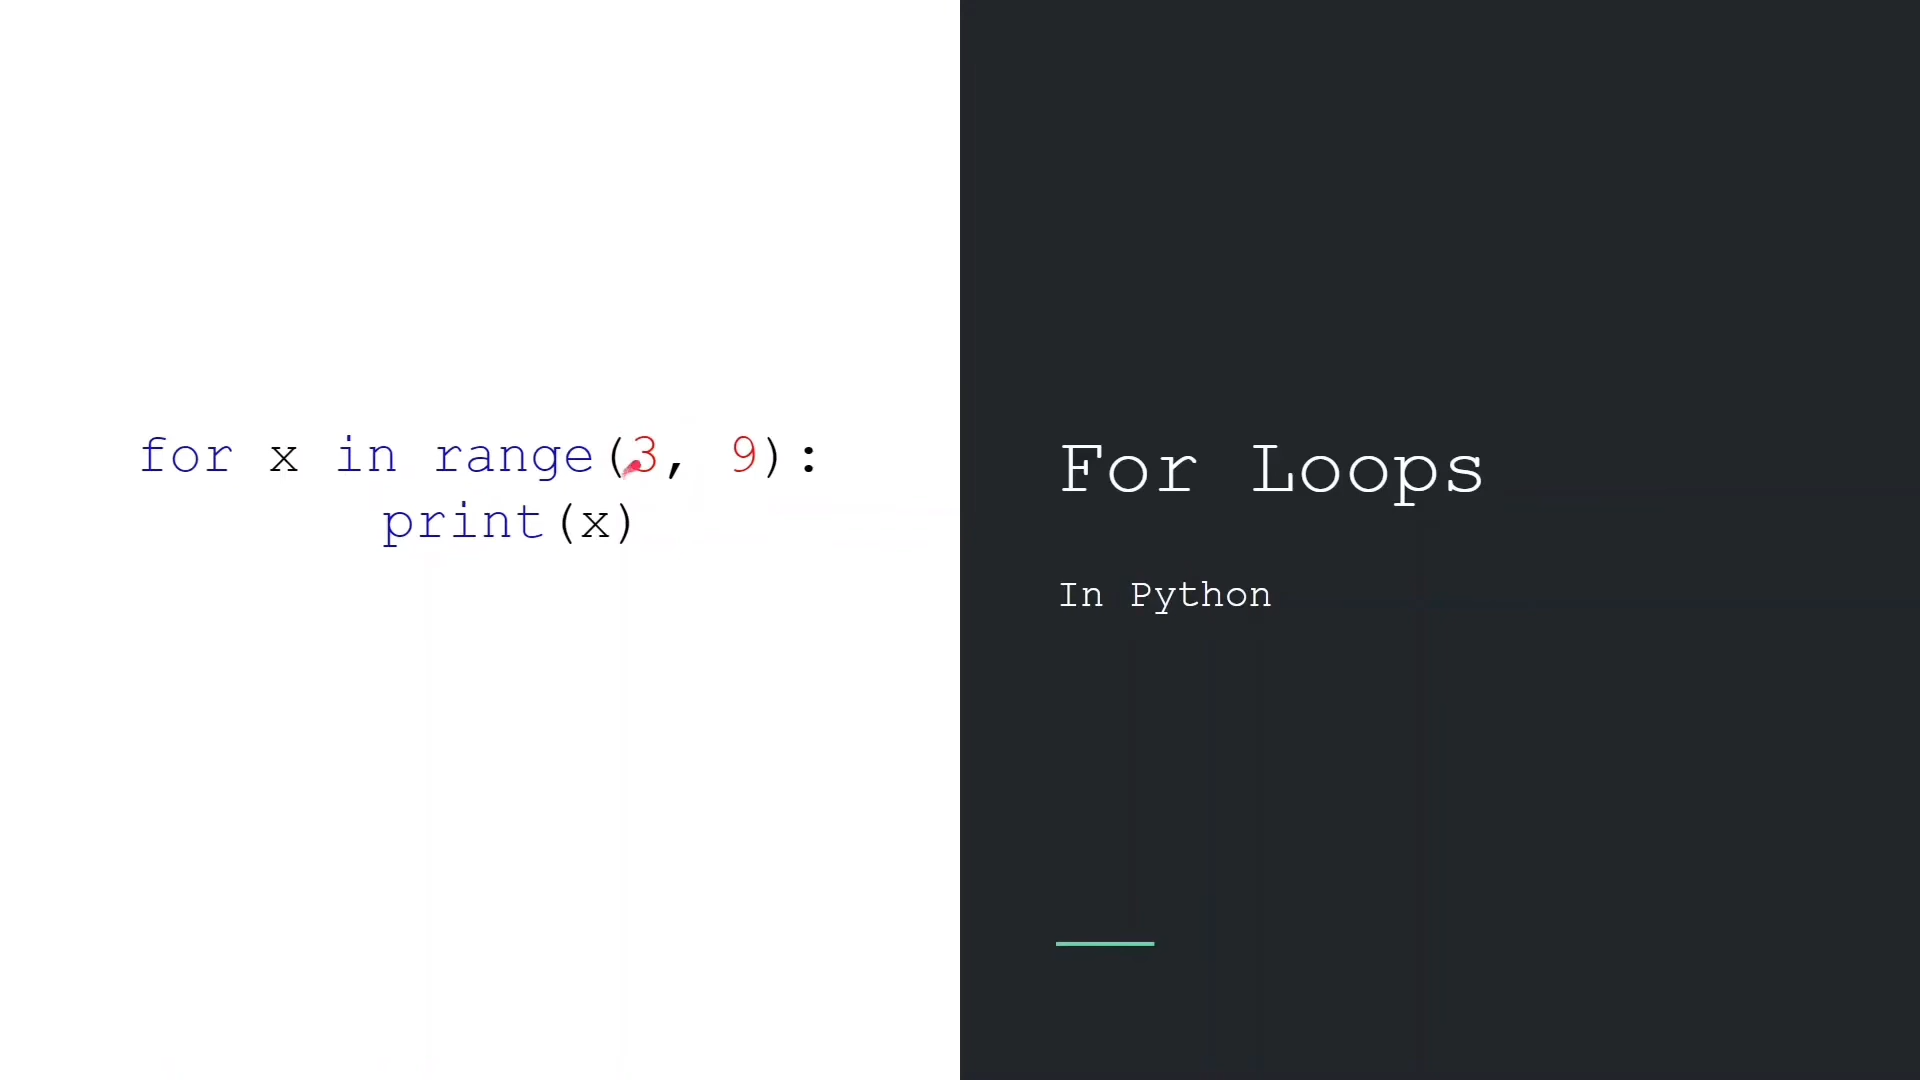 for x in range(3, 9):
print(x)
For Loops
In Python